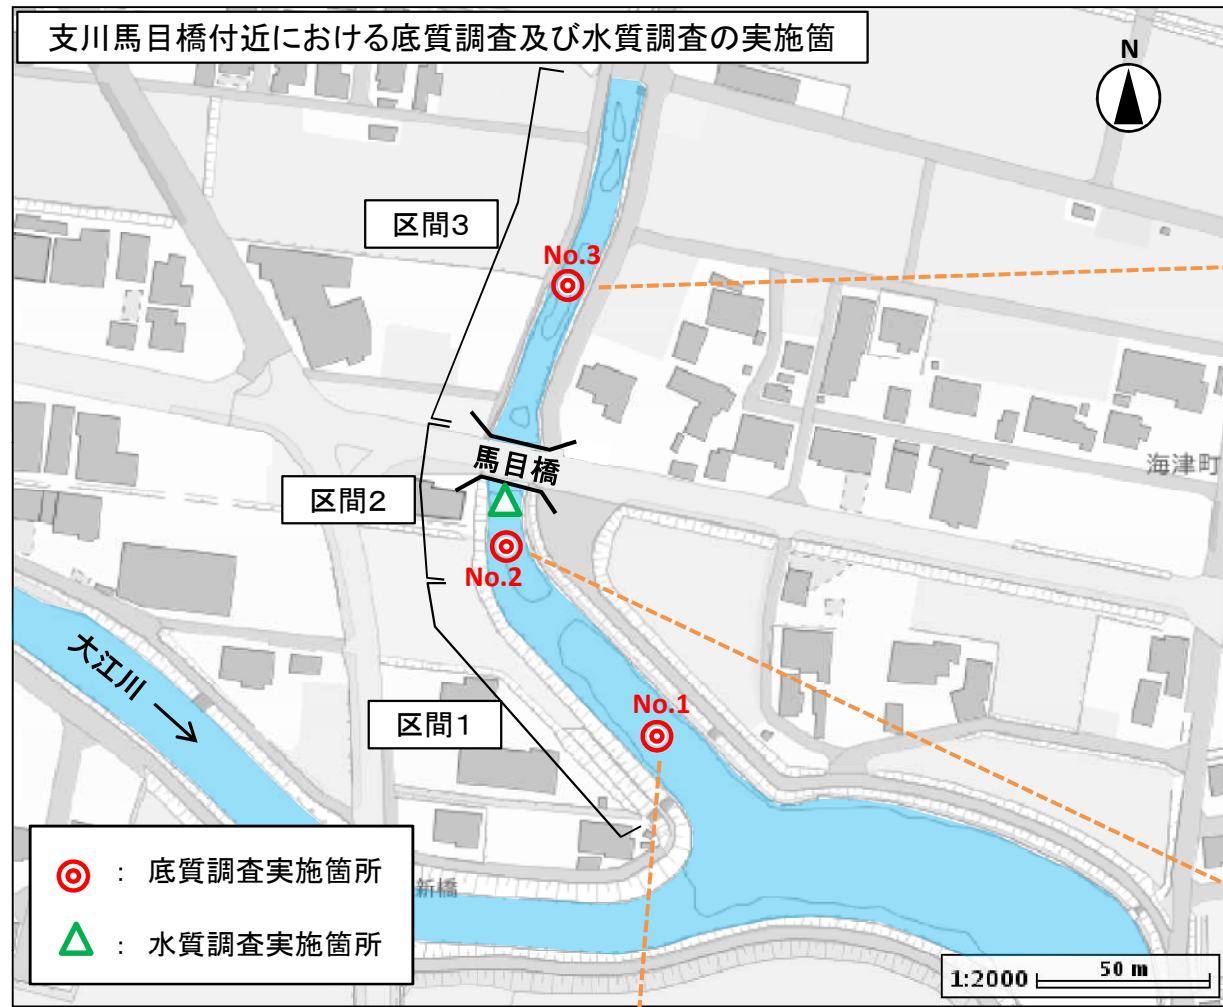 支川馬目橋付近における底質調査及び水質調査の実施箇
N
区間3
No.3
馬目橋
海津町
区間2
No.2
大江川
No.1
区間1
◎ : 底質調査実施箇所
新橋
△ : 水質調査実施箇所
1:2000 50 m